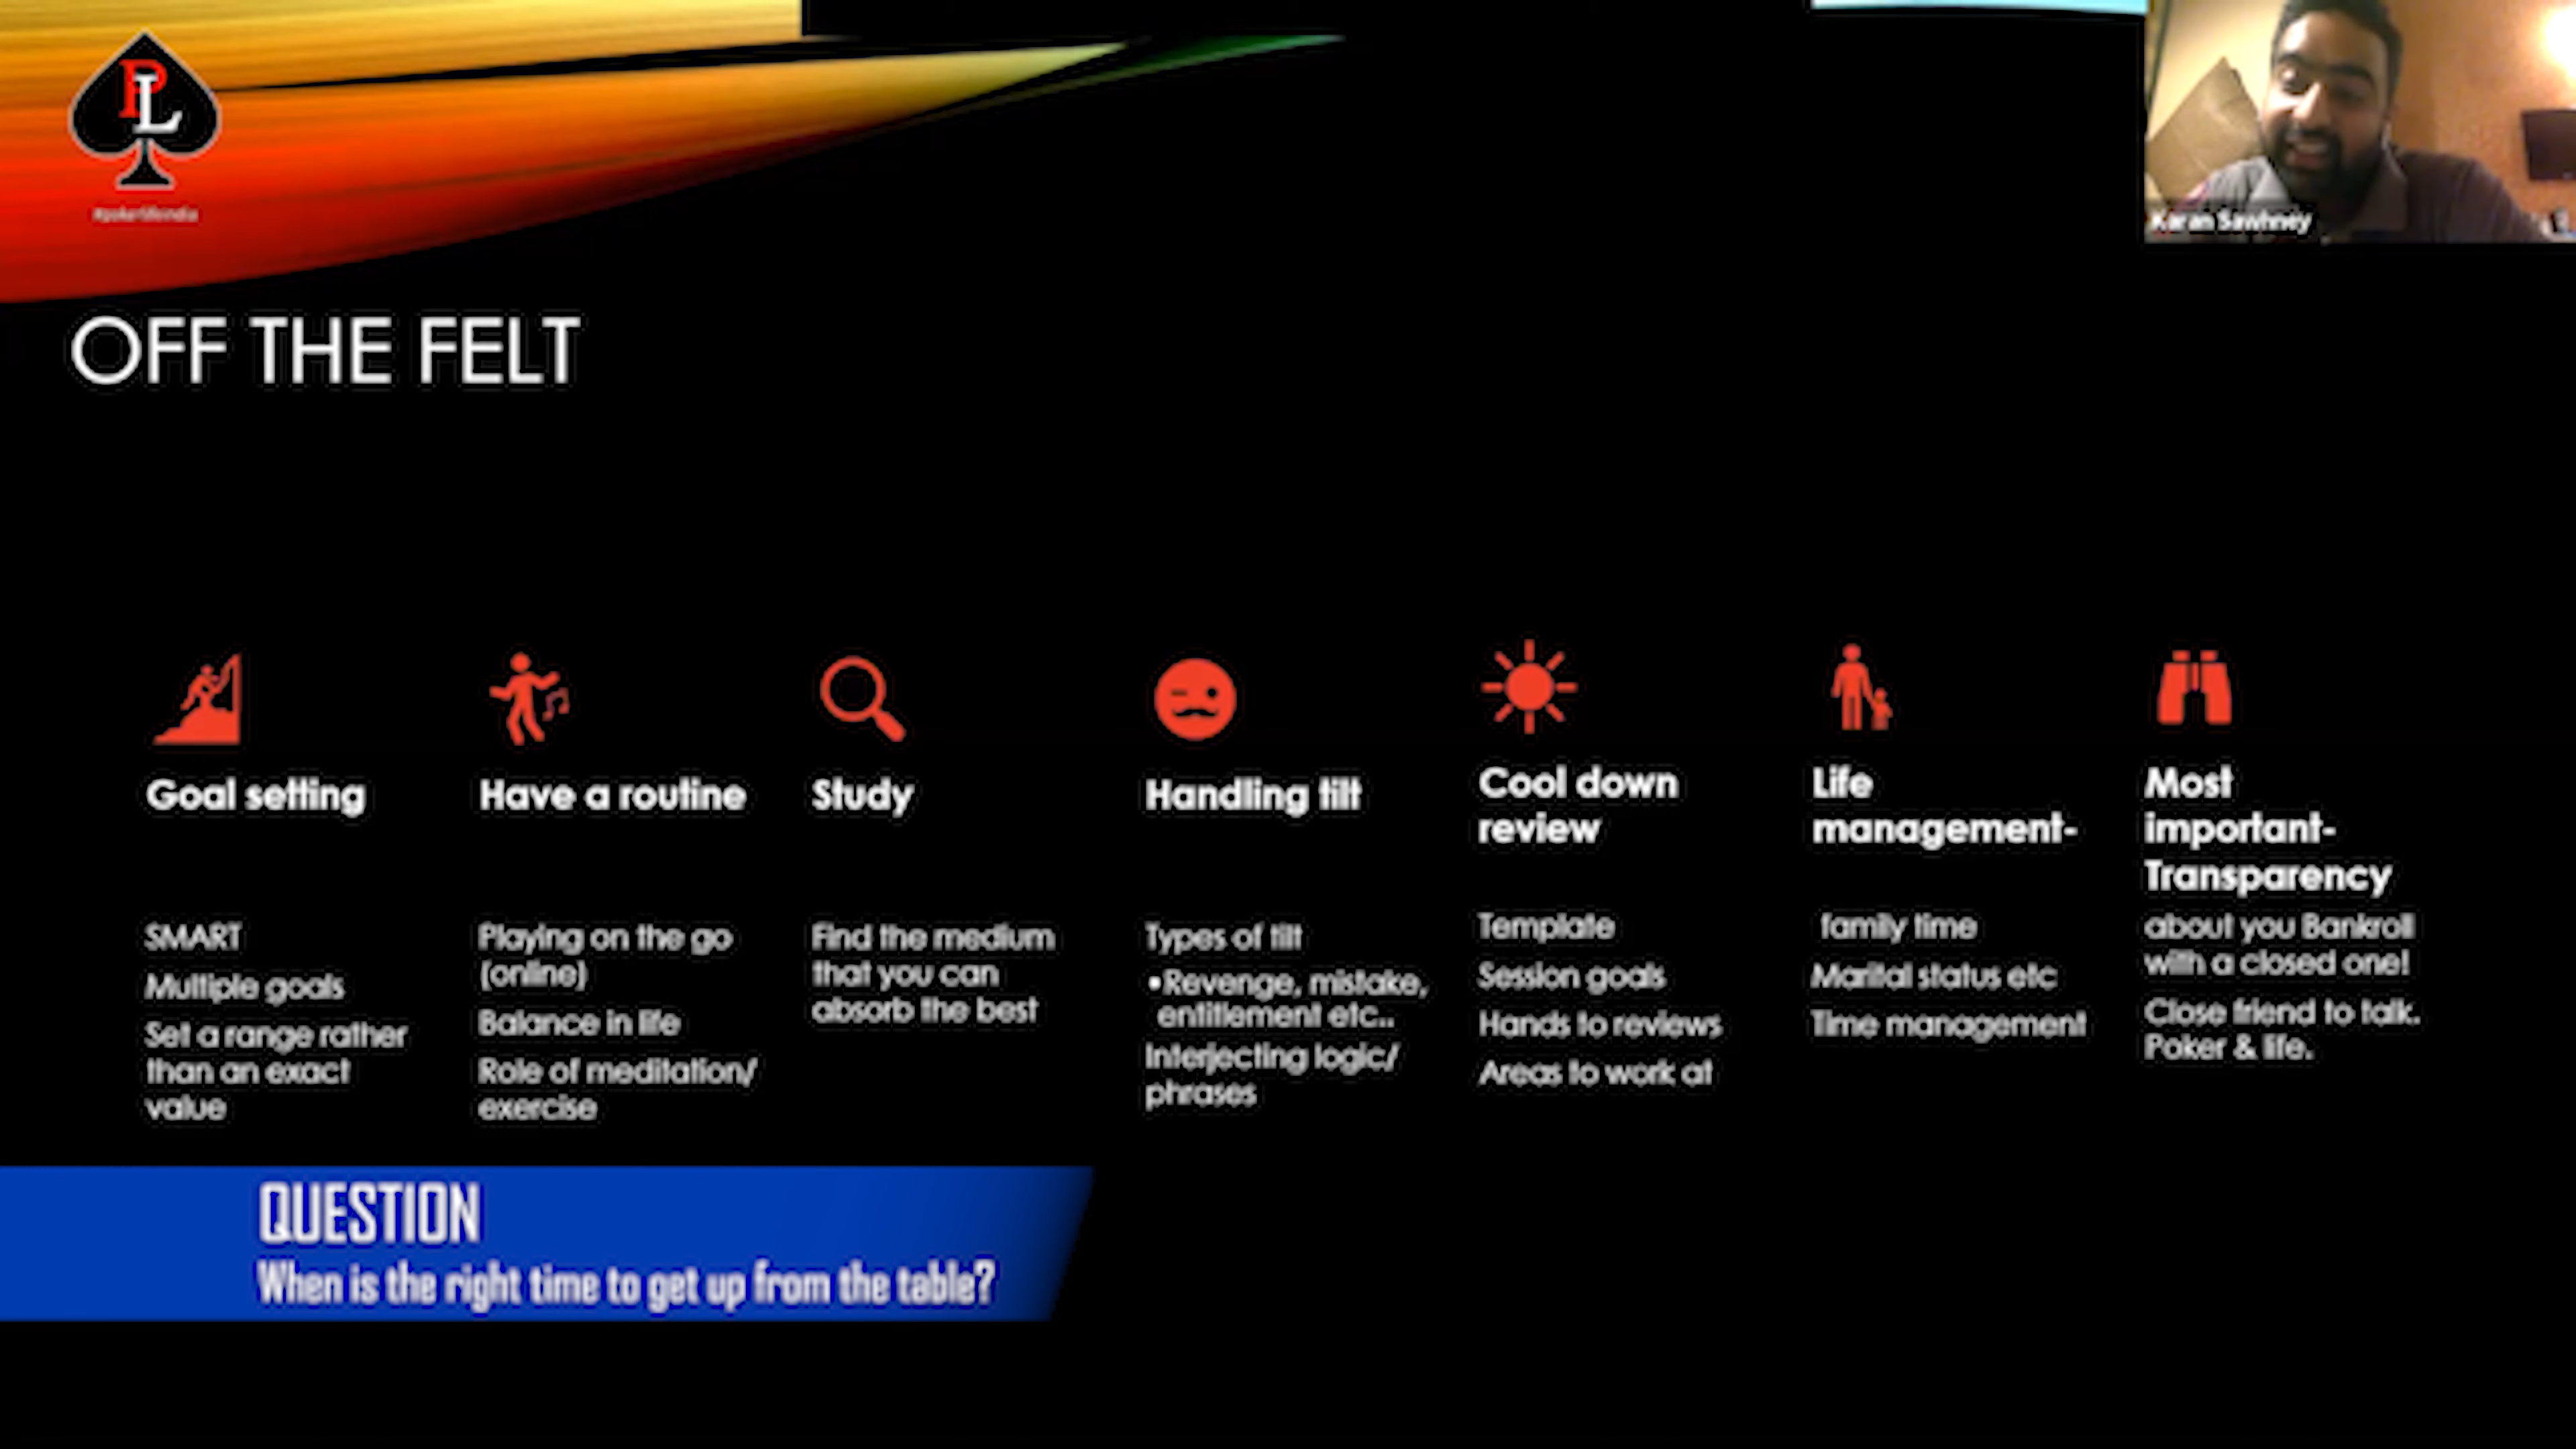 PL
#pokerlifeindia
Karan Sawhney
OFF THE FELT
Goal setting
SMART
Multiple goals
Set a range rather
than an exact
value
Have a routine
Playing on the go
(online)
Balance in life
Role of meditation/
exercise
Study
Find the medium
that you can
absorb the best
Handling tilt
Types of tilt
•Revenge, mistake,
entitlement etc..
Interjecting logic/
phrases
Cool down
review
Template
Session goals
Hands to reviews
Areas to work at
Life
management-
family time
Marital status etc
Time management
Most
important-
Transparency
about you Bankroll
with a closed one!
Close friend to talk.
Poker & life.
QUESTION
When is the right time to get up from the table?